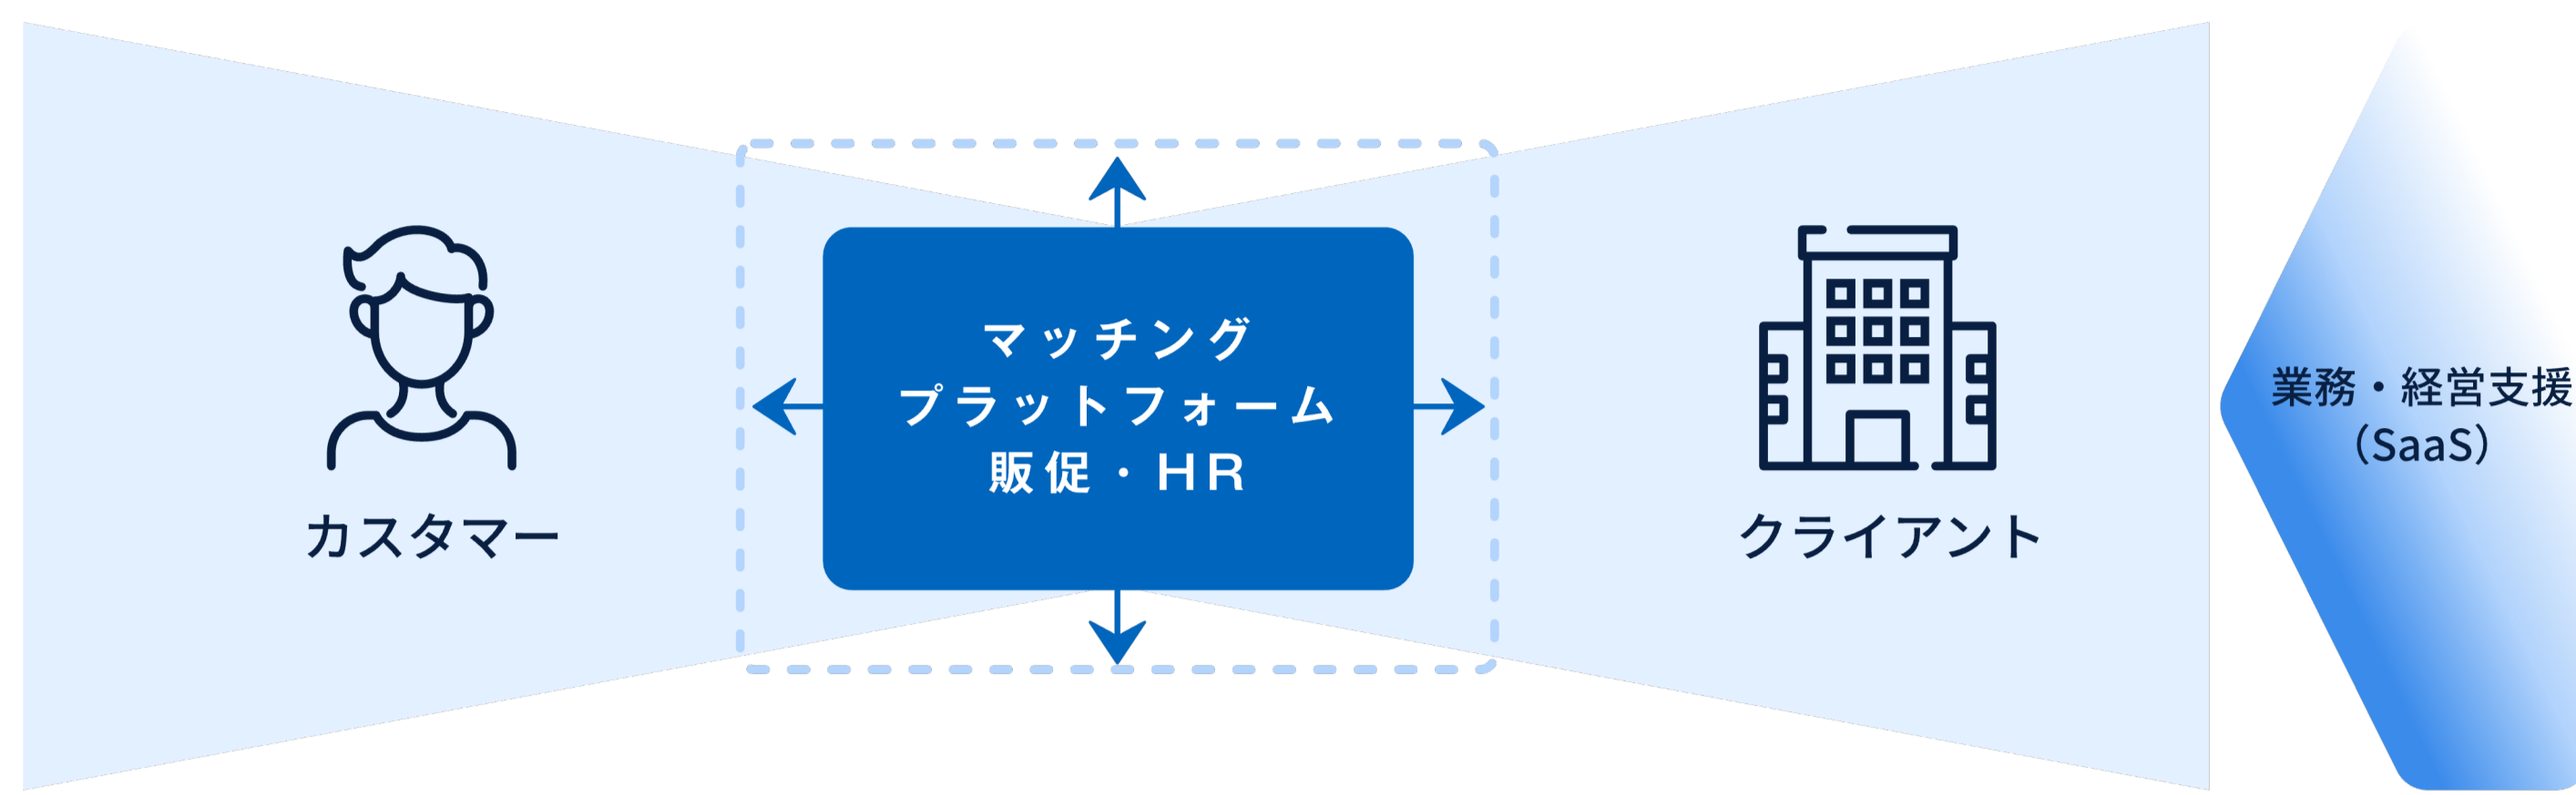 カスタマー
マッチング
プラットフォーム
販促・HR
クライアント
業務・経営支援
（SaaS）